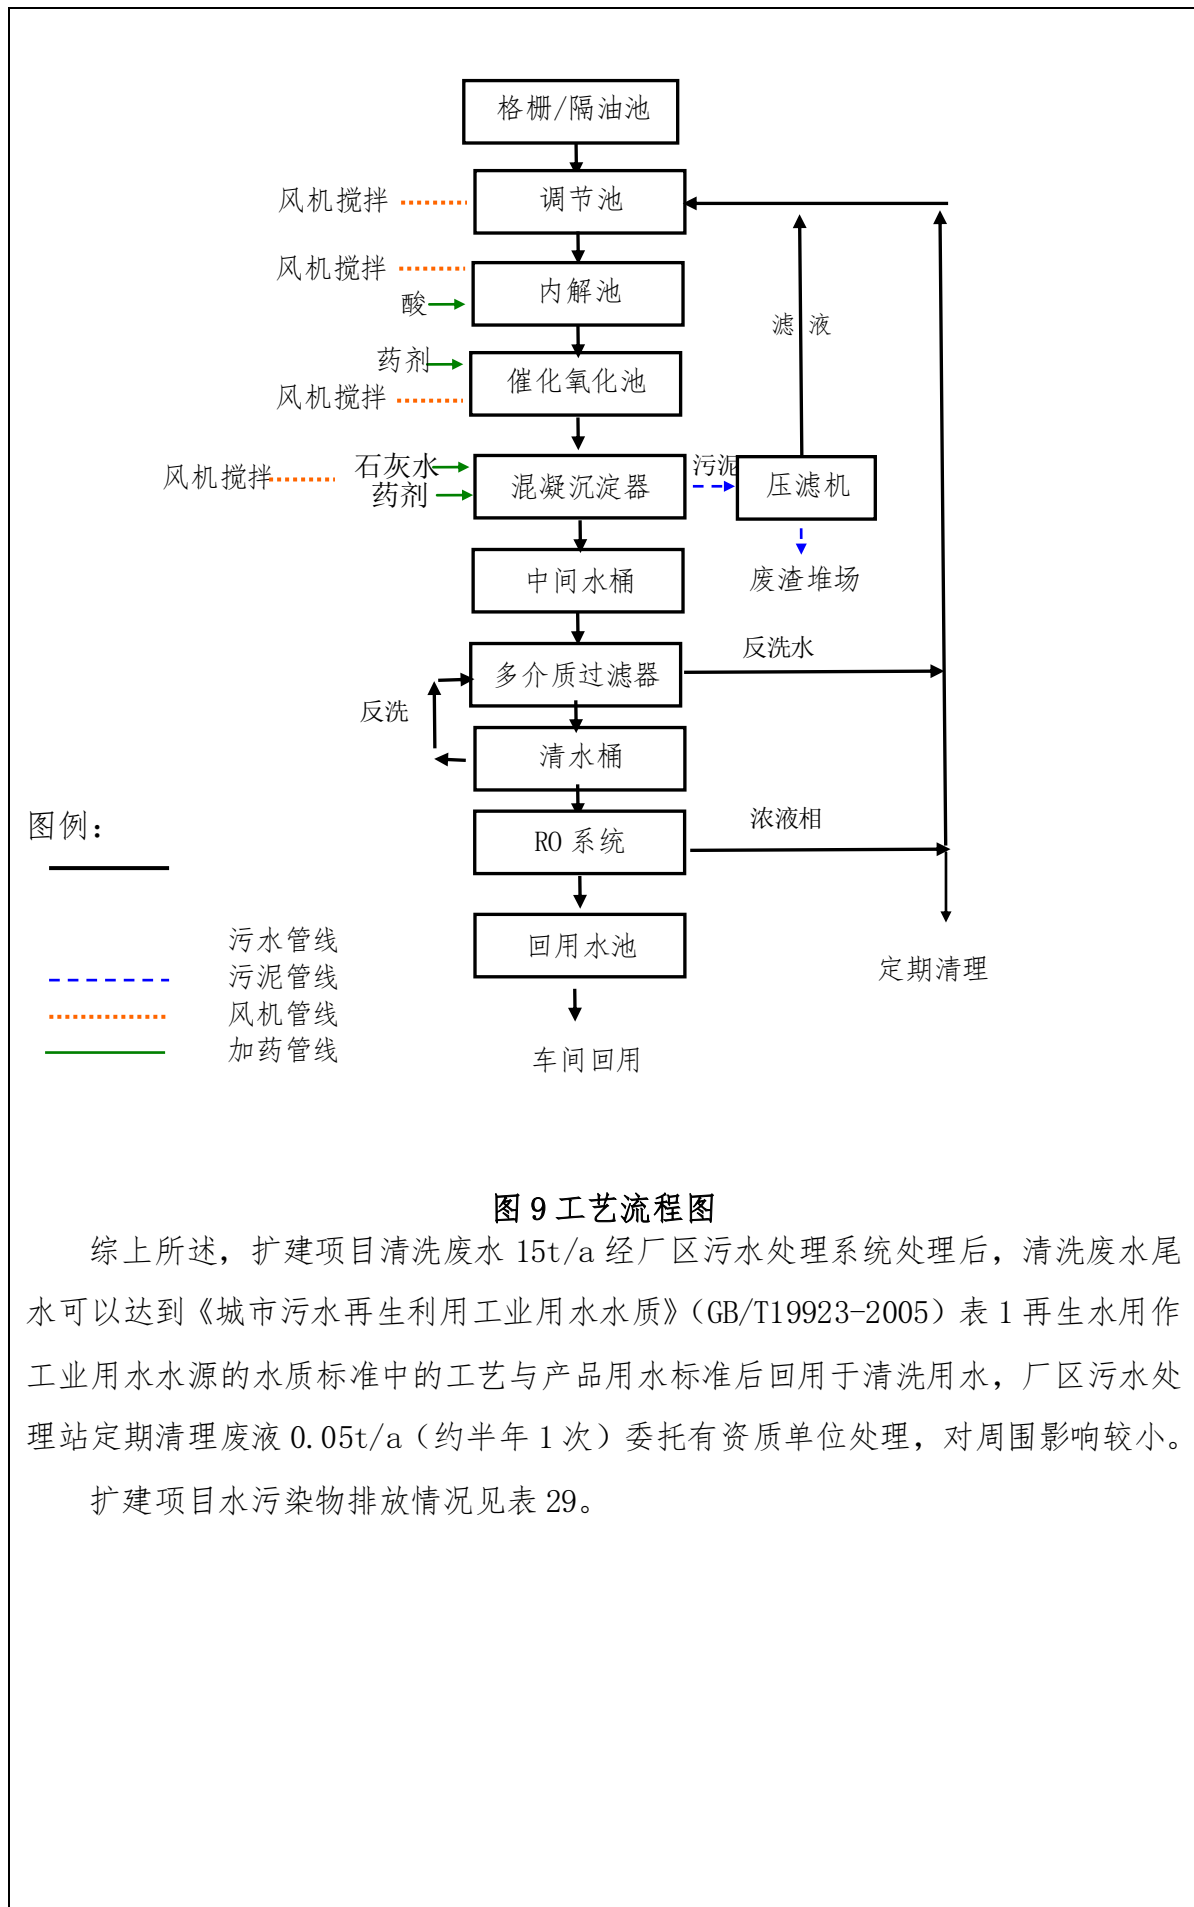 格栅/隔油池
风机搅拌
调节池
风机搅拌
酸
内解池
滤 液
药剂
催化氧化池
风机搅拌
风机搅拌
石灰水
药剂
混凝沉淀器
污泥
压滤机
中间水桶
废渣堆场
多介质过滤器
反洗水
反洗
清水桶
图例：
RO 系统
浓液相
污水管线
回用水池
污泥管线
定期清理
风机管线
加药管线
车间回用
图 9 工艺流程图
综上所述，扩建项目清洗废水 15t/a 经厂区污水处理系统处理后，清洗废水尾
水可以达到《城市污水再生利用工业用水水质》（GB/T19923-2005）表 1 再生水用作
工业用水水源的水质标准中的工艺与产品用水标准后回用于清洗用水，厂区污水处
理站定期清理废液 0.05t/a（约半年 1 次）委托有资质单位处理，对周围影响较小。
扩建项目水污染物排放情况见表 29。